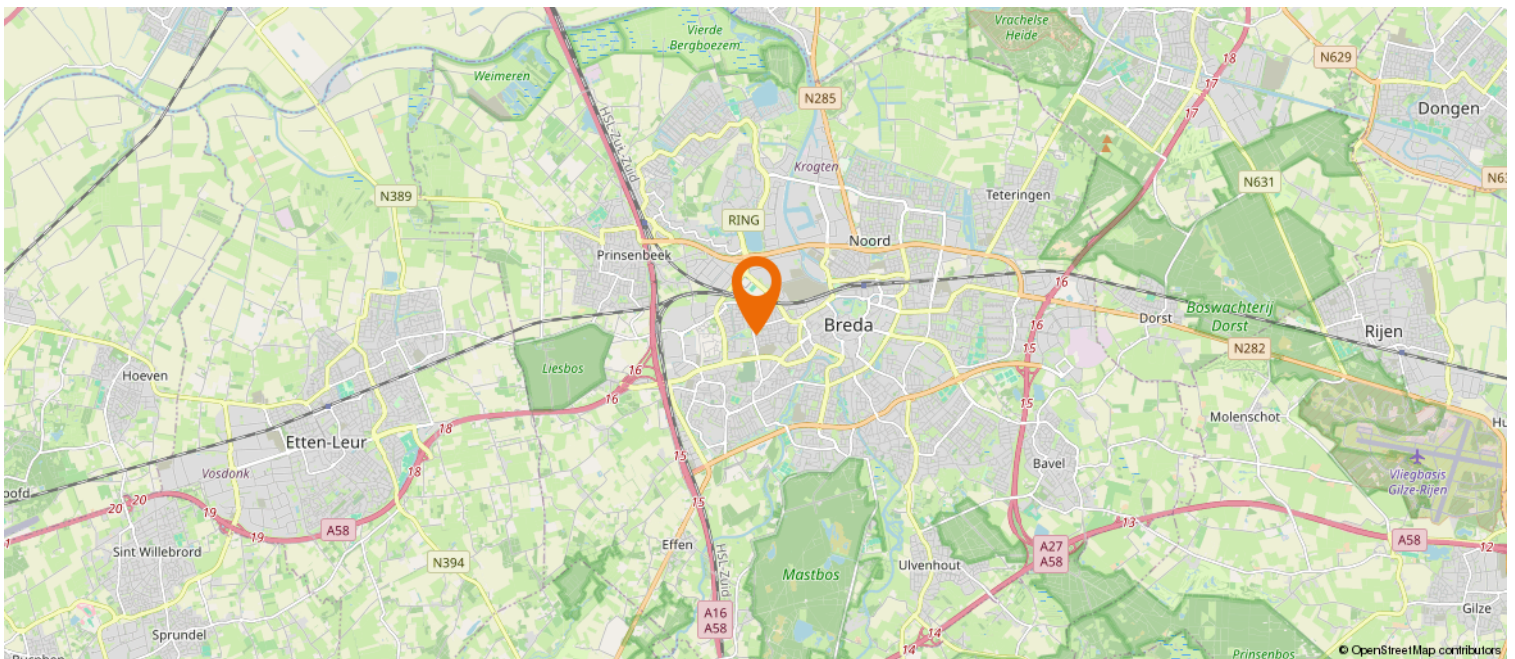 Vierde
Bergboezem
Vrachelse
Heide
18
N629
17
Weimeren
N285
17
Dongen
HSL-Zuid
Krogten
N631
N389
Teteringen
RING
Noord
Prinsenbeek
16
Boswachterij
Dorst
Breda
16
Dorst
Rijen
15
N282
Liesbos
16
16
Hoeven
15
Molenschot
18
Etten-Leur
15
Bavel
18
Vosdonk
Vliegbasis
Gilze-Rijen
20
20
15
19
13
A58
19
A58
12
Effen
HSL-Zuid
A27
A58
Sint Willebrord
N394
Mastbos
Ulvenhout
A16
A58
Gilze
14
Sprundel
14
Prinsenbos
© OpenStreetMap contributors